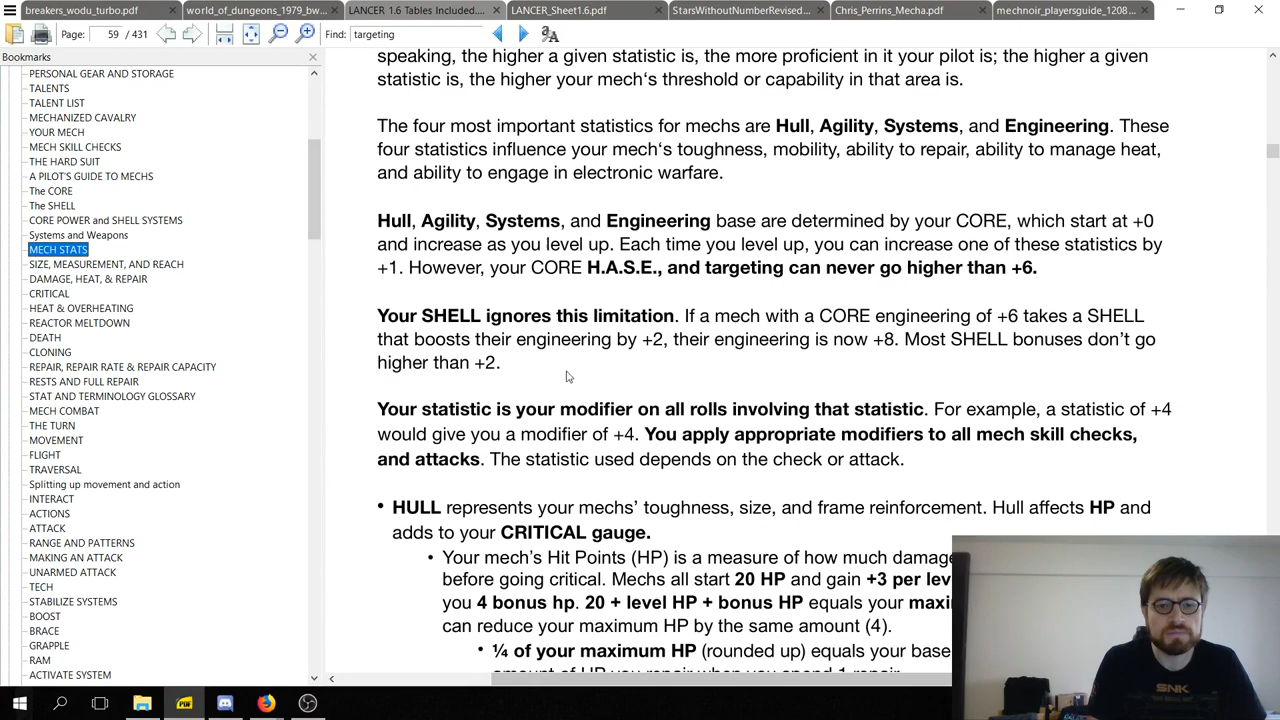 breakers_wodu_turbo.pdf
world_of_dungeons_1979_bw...
LANCER 1.6 Tables Included....
LANCER_Sheet1.6.pdf
StarsWithoutNumberRevised...
Chris_Perrins_Mecha.pdf
mechnoir_playersguide_1208...
Page: 59 / 431
Find: targeting
Bookmarks
PERSONAL GEAR AND STORAGE
TALENTS
TALENT LIST
MECHANIZED CAVALRY
YOUR MECH
MECH SKILL CHECKS
THE HARD SUIT
A PILOT'S GUIDE TO MECHS
The CORE
The SHELL
CORE POWER and SHELL SYSTEMS
Systems and Weapons
MECH STATS
SIZE, MEASUREMENT, AND REACH
DAMAGE, HEAT, & REPAIR
CRITICAL
HEAT & OVERHEATING
REACTOR MELTDOWN
DEATH
CLONING
REPAIR, REPAIR RATE & REPAIR CAPACITY
RESTS AND FULL REPAIR
STAT AND TERMINOLOGY GLOSSARY
MECH COMBAT
THE TURN
MOVEMENT
FLIGHT
TRAVERSAL
Splitting up movement and action
INTERACT
ACTIONS
ATTACK
RANGE AND PATTERNS
MAKING AN ATTACK
UNARMED ATTACK
TECH
STABILIZE SYSTEMS
BOOST
BRACE
GRAPPLE
RAM
ACTIVATE SYSTEM
speaking, the higher a given statistic is, the more proficient in it your pilot is; the higher a given
statistic is, the higher your mech's threshold or capability in that area is.
The four most important statistics for mechs are Hull, Agility, Systems, and Engineering. These
four statistics influence your mech's toughness, mobility, ability to repair, ability to manage heat,
and ability to engage in electronic warfare.
Hull, Agility, Systems, and Engineering base are determined by your CORE, which start at +0
and increase as you level up. Each time you level up, you can increase one of these statistics by
+1. However, your CORE H.A.S.E., and targeting can never go higher than +6.
Your SHELL ignores this limitation. If a mech with a CORE engineering of +6 takes a SHELL
that boosts their engineering by +2, their engineering is now +8. Most SHELL bonuses don't go
higher than +2.
Your statistic is your modifier on all rolls involving that statistic. For example, a statistic of +4
would give you a modifier of +4. You apply appropriate modifiers to all mech skill checks,
and attacks. The statistic used depends on the check or attack.
• HULL represents your mechs' toughness, size, and frame reinforcement. Hull affects HP and
adds to your CRITICAL gauge.
• Your mech's Hit Points (HP) is a measure of how much damage
before going critical. Mechs all start 20 HP and gain +3 per lev
you 4 bonus hp. 20 + level HP + bonus HP equals your maxi
can reduce your maximum HP by the same amount (4).
• ¼ of your maximum HP (rounded up) equals your base
amount of HP you repair when you spend 1 repair
SNK